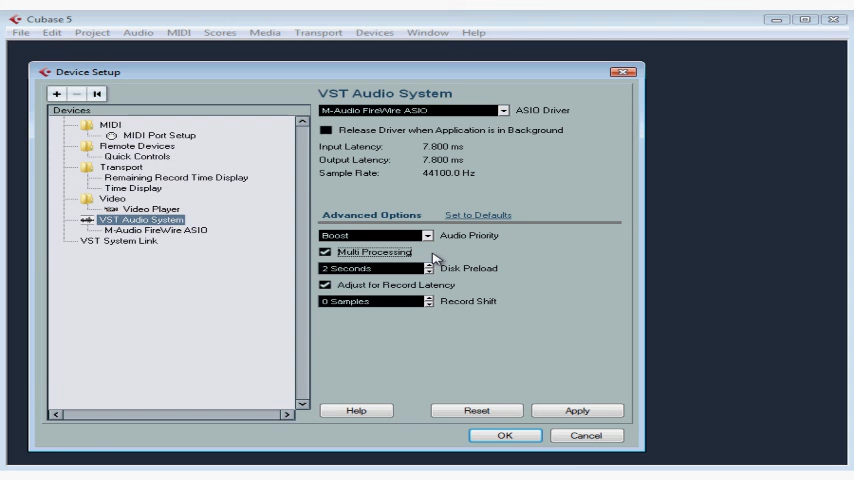 Cubase 5
File Edit Project Audio MIDI Scores Media Transport Devices Window Help
Device Setup
Devices
MIDI
MIDI Port Setup
Remote Devices
Quick Controls
Transport
Remaining Record Time Display
Time Display
Video
Video Player
VST Audio System
M-Audio FireWire ASIO
VST System Link
VST Audio System
M-Audio FireWire ASIO ASIO Driver
Release Driver when Application is in Background
Input Latency: 7.800 ms
Output Latency: 7.800 ms
Sample Rate: 44100.0 Hz
Advanced Options Set to Defaults
Boost Audio Priority
Multi Processing
2 Seconds Disk Preload
Adjust for Record Latency
0 Samples Record Shift
Help Reset Apply
OK Cancel